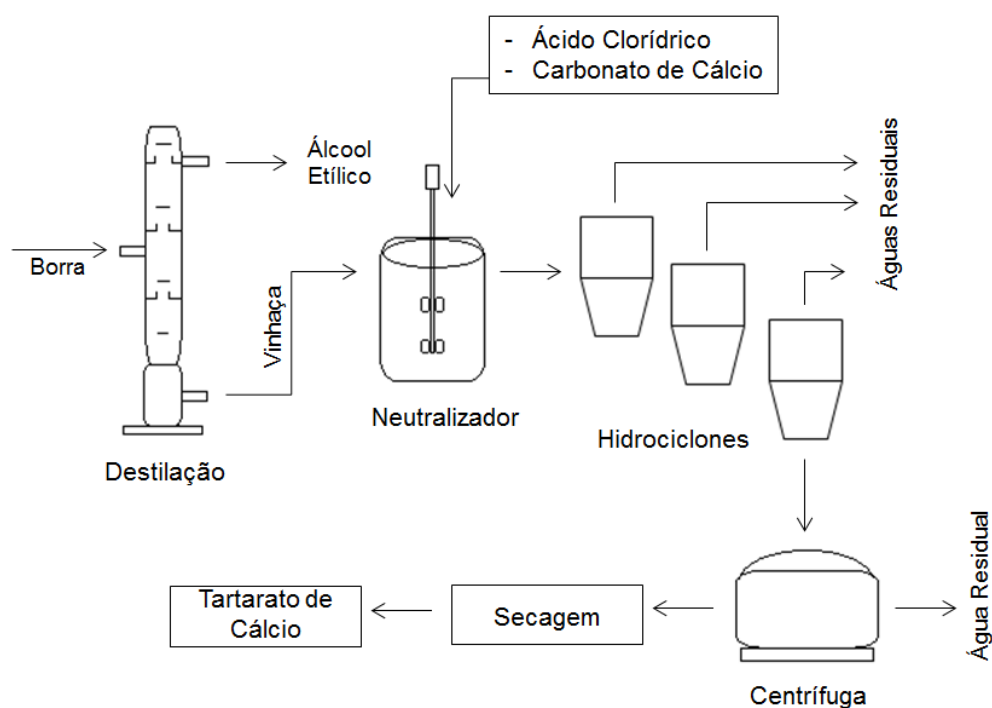 - Ácido Clorídrico
- Carbonato de Cálcio
Álcool
Etílico
Borra
Vinhaça
Águas Residuais
Neutralizador
Hidrociclones
Destilação
Tartarato de
Cálcio
Secagem
Água Residual
Centrífuga